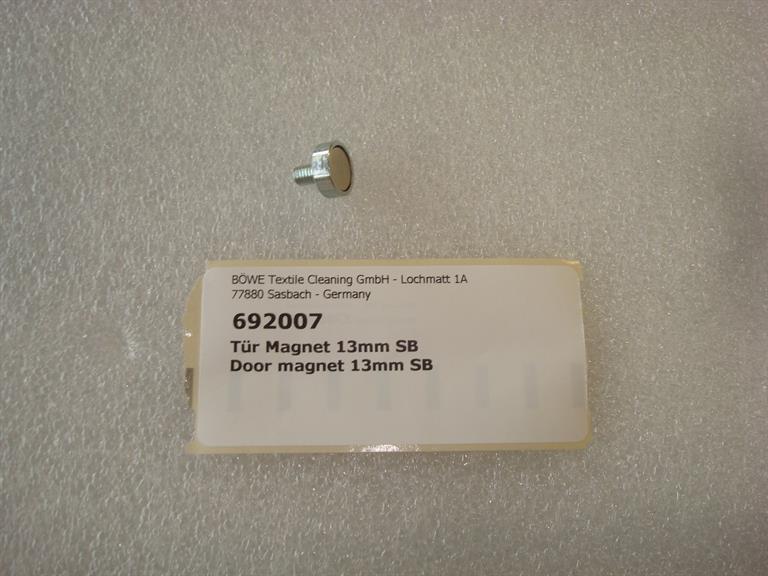 BÖWE Textile Cleaning GmbH - Lochmatt 1A
77880 Sasbach - Germany
692007
Tür Magnet 13mm SB
Door magnet 13mm SB